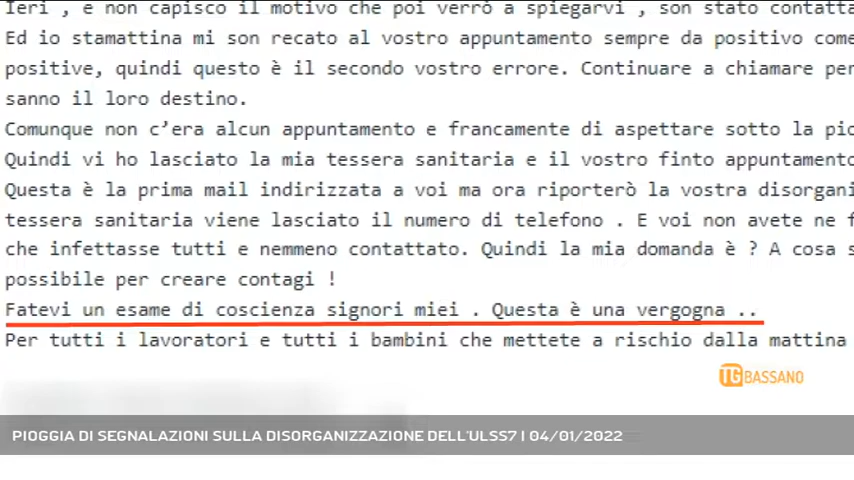 Ieri , e non capisco il motivo che poi verrò a spiegarvi , son stato contatta
Ed io stamattina mi son recato al vostro appuntamento sempre da positivo come
positive, quindi questo è il secondo vostro errore. Continuare a chiamare per
sanno il loro destino.
Comunque non c’era alcun appuntamento e francamente di aspettare sotto la pio
Quindi vi ho lasciato la mia tessera sanitaria e il vostro finto appuntamento
Questa è la prima mail indirizzata a voi ma ora riporterò la vostra disorgani
tessera sanitaria viene lasciato il numero di telefono . E voi non avete ne f
che infettasse tutti e nemmeno contattato. Quindi la mia domanda è ? A cosa s
possibile per creare contagi !
Fatevi un esame di coscienza signori miei . Questa è una vergogna ..
Per tutti i lavoratori e tutti i bambini che mettete a rischio dalla mattina
TG BASSANO
PIOGGIA DI SEGNALAZIONI SULLA DISORGANIZZAZIONE DELL'ULSS7 | 04/01/2022